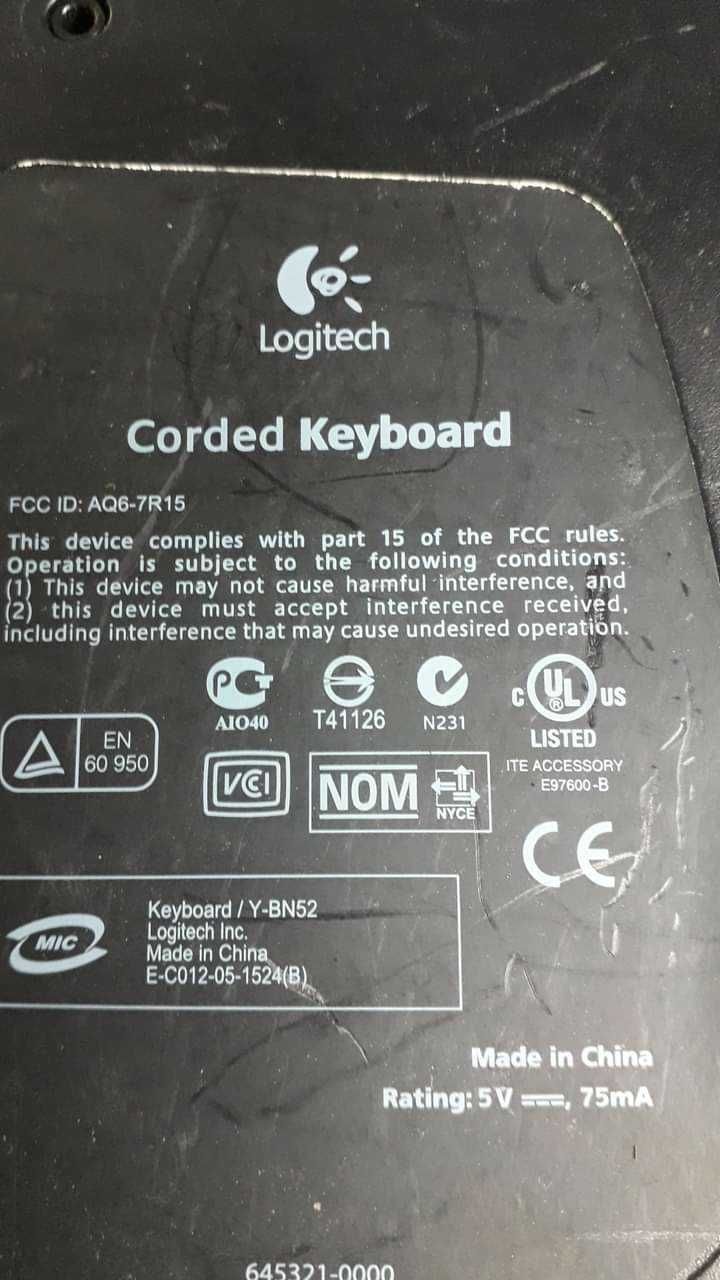 Logitech
Corded Keyboard
FCC ID: AQ6-7R15
This device complies with part 15 of the FCC rules.
Operation is subject to the following conditions:
(1) This device may not cause harmful interference, and
(2) this device must accept interference received,
including interference that may cause undesired operation.
PCT
AIO40
T41126
N231
C UL US
®
LISTED
ITE ACCESSORY
E97600-B
EN
60 950
VCI
NOM
NYCE
CE
MIC
Keyboard / Y-BN52
Logitech Inc.
Made in China
E-C012-05-1524(B)
Made in China
Rating: 5V ⎓, 75mA
645321-0000